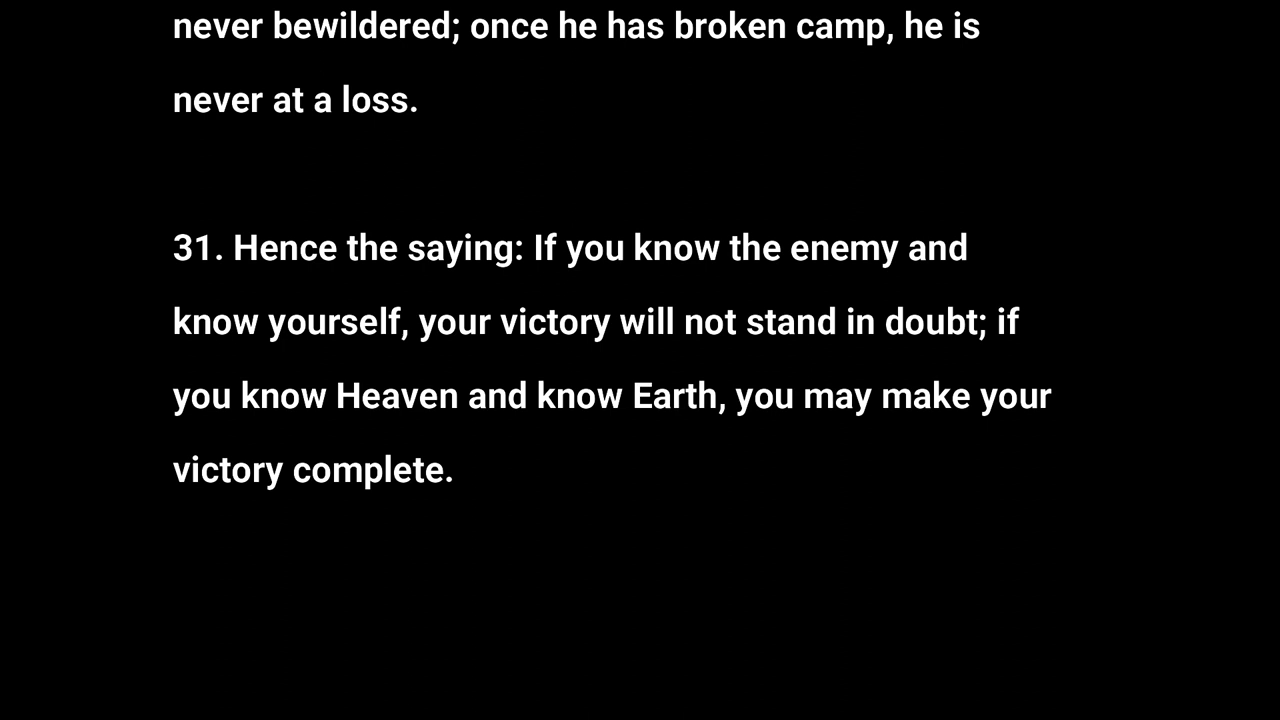 never bewildered; once he has broken camp, he is
never at a loss.
31. Hence the saying: If you know the enemy and
know yourself, your victory will not stand in doubt; if
you know Heaven and know Earth, you may make your
victory complete.